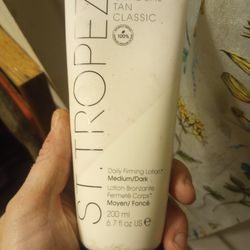 TAN
CLASSIC
100%
ST. TROPEZ
Daily Firming Lotion*
Medium/Dark
Lotion Bronzante
Fermeté Corps*
Moyen/Foncé
200 ml
6.7 fl oz US e